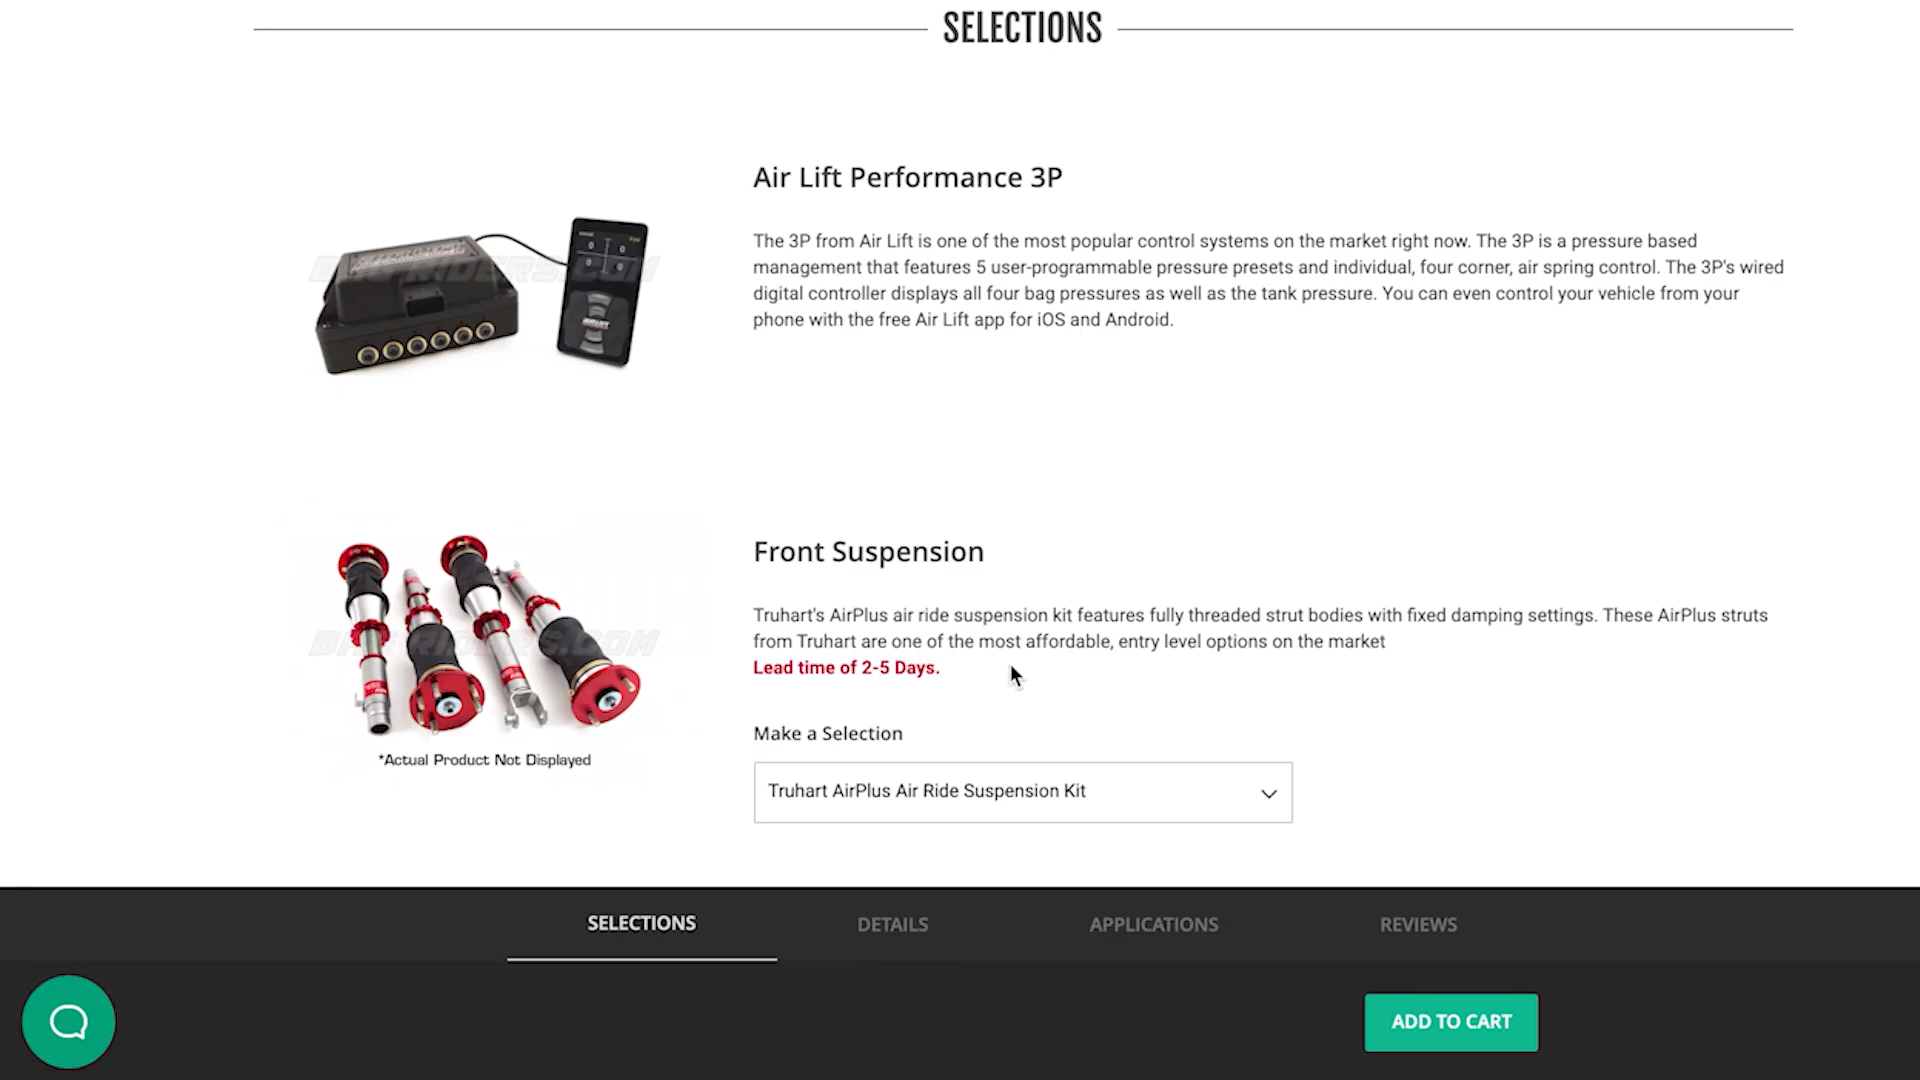 SELECTIONS
Air Lift Performance 3P
The 3P from Air Lift is one of the most popular control systems on the market right now. The 3P is a pressure based
management that features 5 user-programmable pressure presets and individual, four corner, air spring control. The 3P's wired
digital controller displays all four bag pressures as well as the tank pressure. You can even control your vehicle from your
phone with the free Air Lift app for iOS and Android.
Front Suspension
Truhart's AirPlus air ride suspension kit features fully threaded strut bodies with fixed damping settings. These AirPlus struts
from Truhart are one of the most affordable, entry level options on the market
Lead time of 2-5 Days.
*Actual Product Not Displayed
Make a Selection
Truhart AirPlus Air Ride Suspension Kit
SELECTIONS
DETAILS
APPLICATIONS
REVIEWS
ADD TO CART